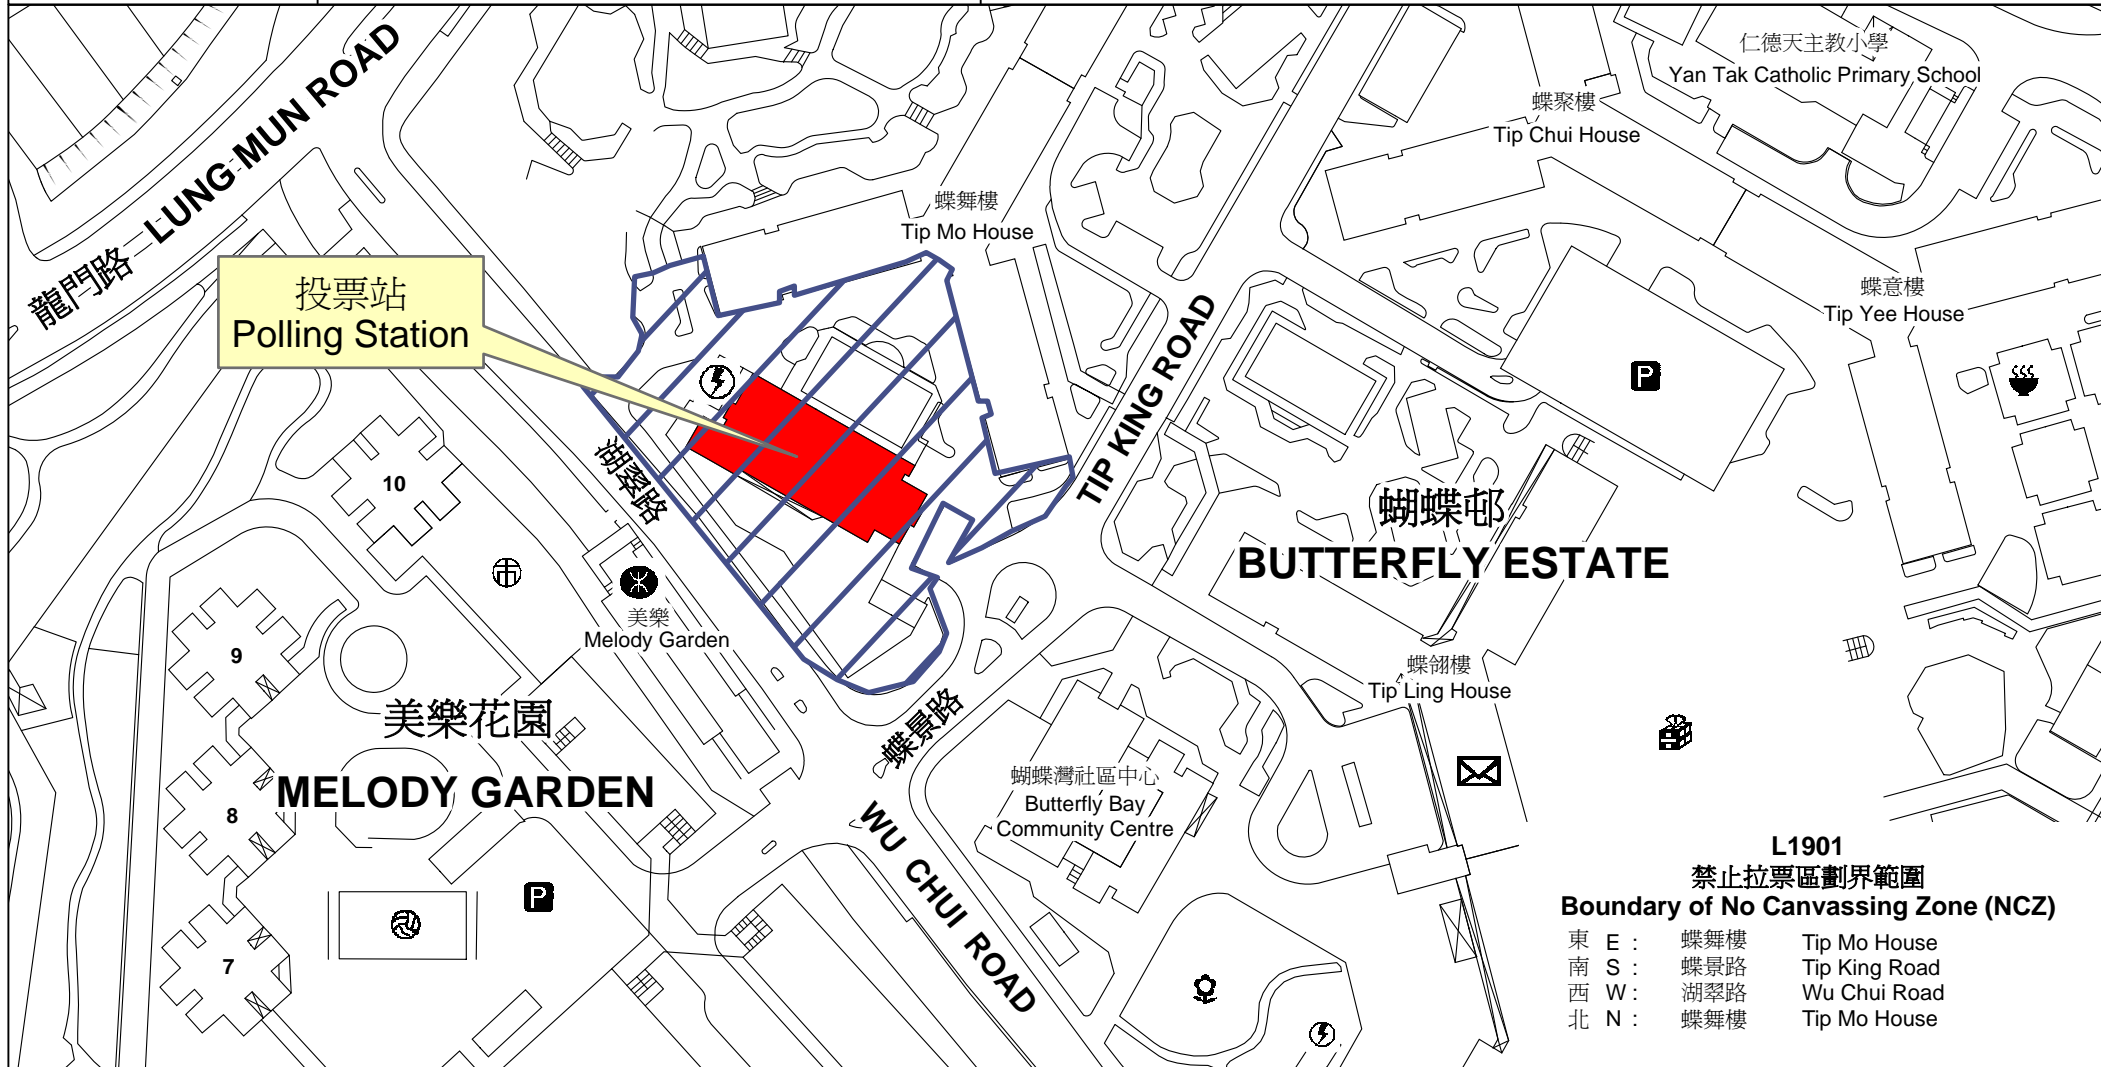 仁德天主教小學
Yan Tak Catholic Primary School
蝶聚樓
Tip Chui House
龍門路 LUNG MUN ROAD
蝶舞樓
Tip Mo House
投票站
Polling Station
蝶意樓
Tip Yee House
TIP KING ROAD
P
湖翠路
10
蝴蝶邨
BUTTERFLY ESTATE
市
美樂
Melody Garden
9
蝶翎樓
Tip Ling House
美樂花園
MELODY GARDEN
蝶景路
8
蝴蝶灣社區中心
Butterfly Bay
Community Centre
WU CHUI ROAD
P
7
L1901
禁止拉票區劃界範圍
Boundary of No Canvassing Zone (NCZ)
東 E : 蝶舞樓 Tip Mo House
南 S : 蝶景路 Tip King Road
西 W : 湖翠路 Wu Chui Road
北 N : 蝶舞樓 Tip Mo House